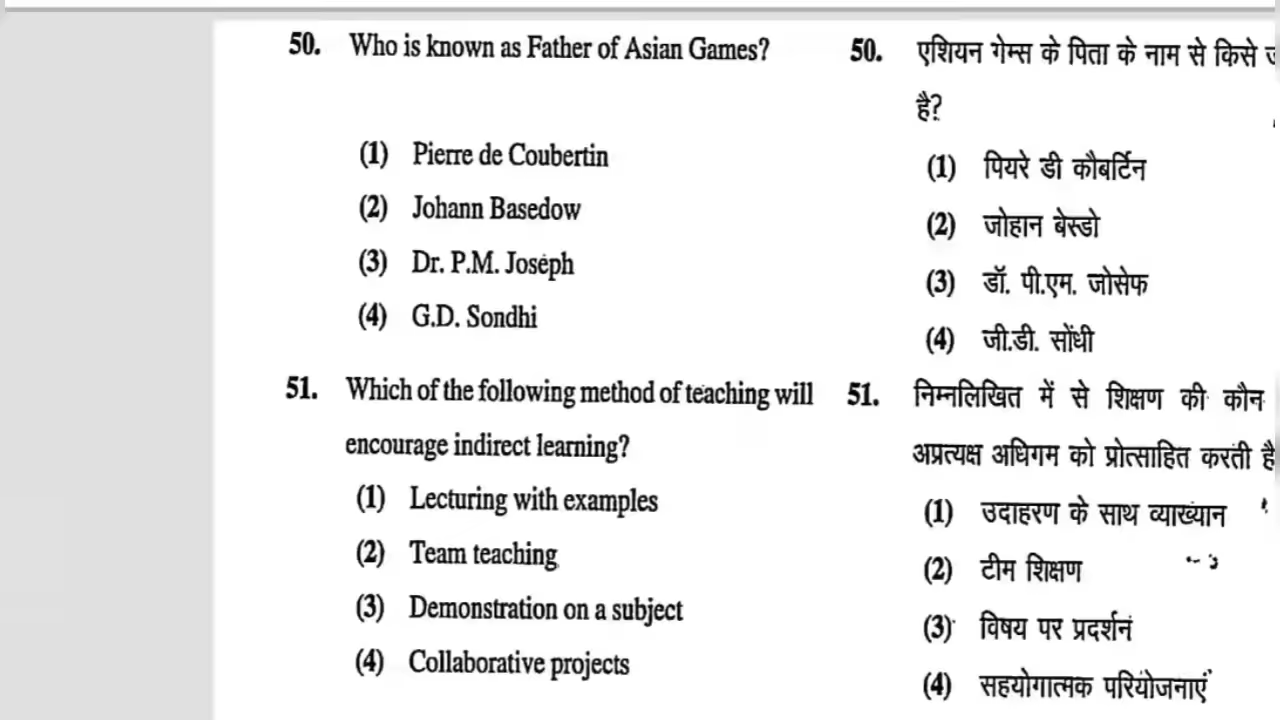 50. Who is known as Father of Asian Games?
(1) Pierre de Coubertin
(2) Johann Basedow
(3) Dr. P.M. Joseph
(4) G.D. Sondhi
51. Which of the following method of teaching will
encourage indirect learning?
(1) Lecturing with examples
(2) Team teaching
(3) Demonstration on a subject
(4) Collaborative projects
50. एशियन गेम्स के पिता के नाम से किसे
है?
(1) पियरे डी कौबर्टिन
(2) जोहान बेस्डो
(3) डॉ. पी.एम. जोसेफ
(4) जी.डी. सोंधी
51. निम्नलिखित में से शिक्षण की कौन
अप्रत्यक्ष अधिगम को प्रोत्साहित करती है
(1) उदाहरण के साथ व्याख्यान
(2) टीम शिक्षण
(3) विषय पर प्रदर्शन
(4) सहयोगात्मक परियोजनाएं